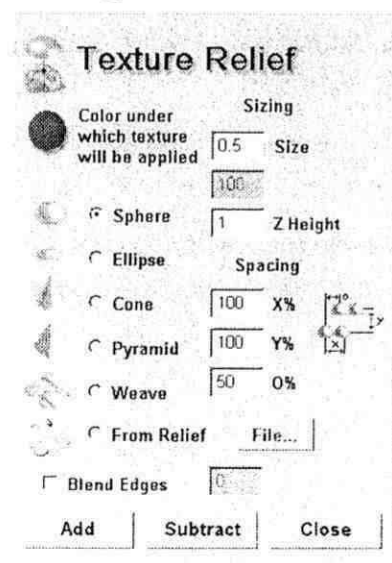 Texture Relief
Color under
which texture
will be applied
Sizing
0.5 Size
100
Sphere
1 Z Height
Ellipse
Spacing
Cone
100 X%
Pyramid
100 Y%
Weave
50 O%
O
Y
X
From Relief
File...
Blend Edges
0
Add
Subtract
Close